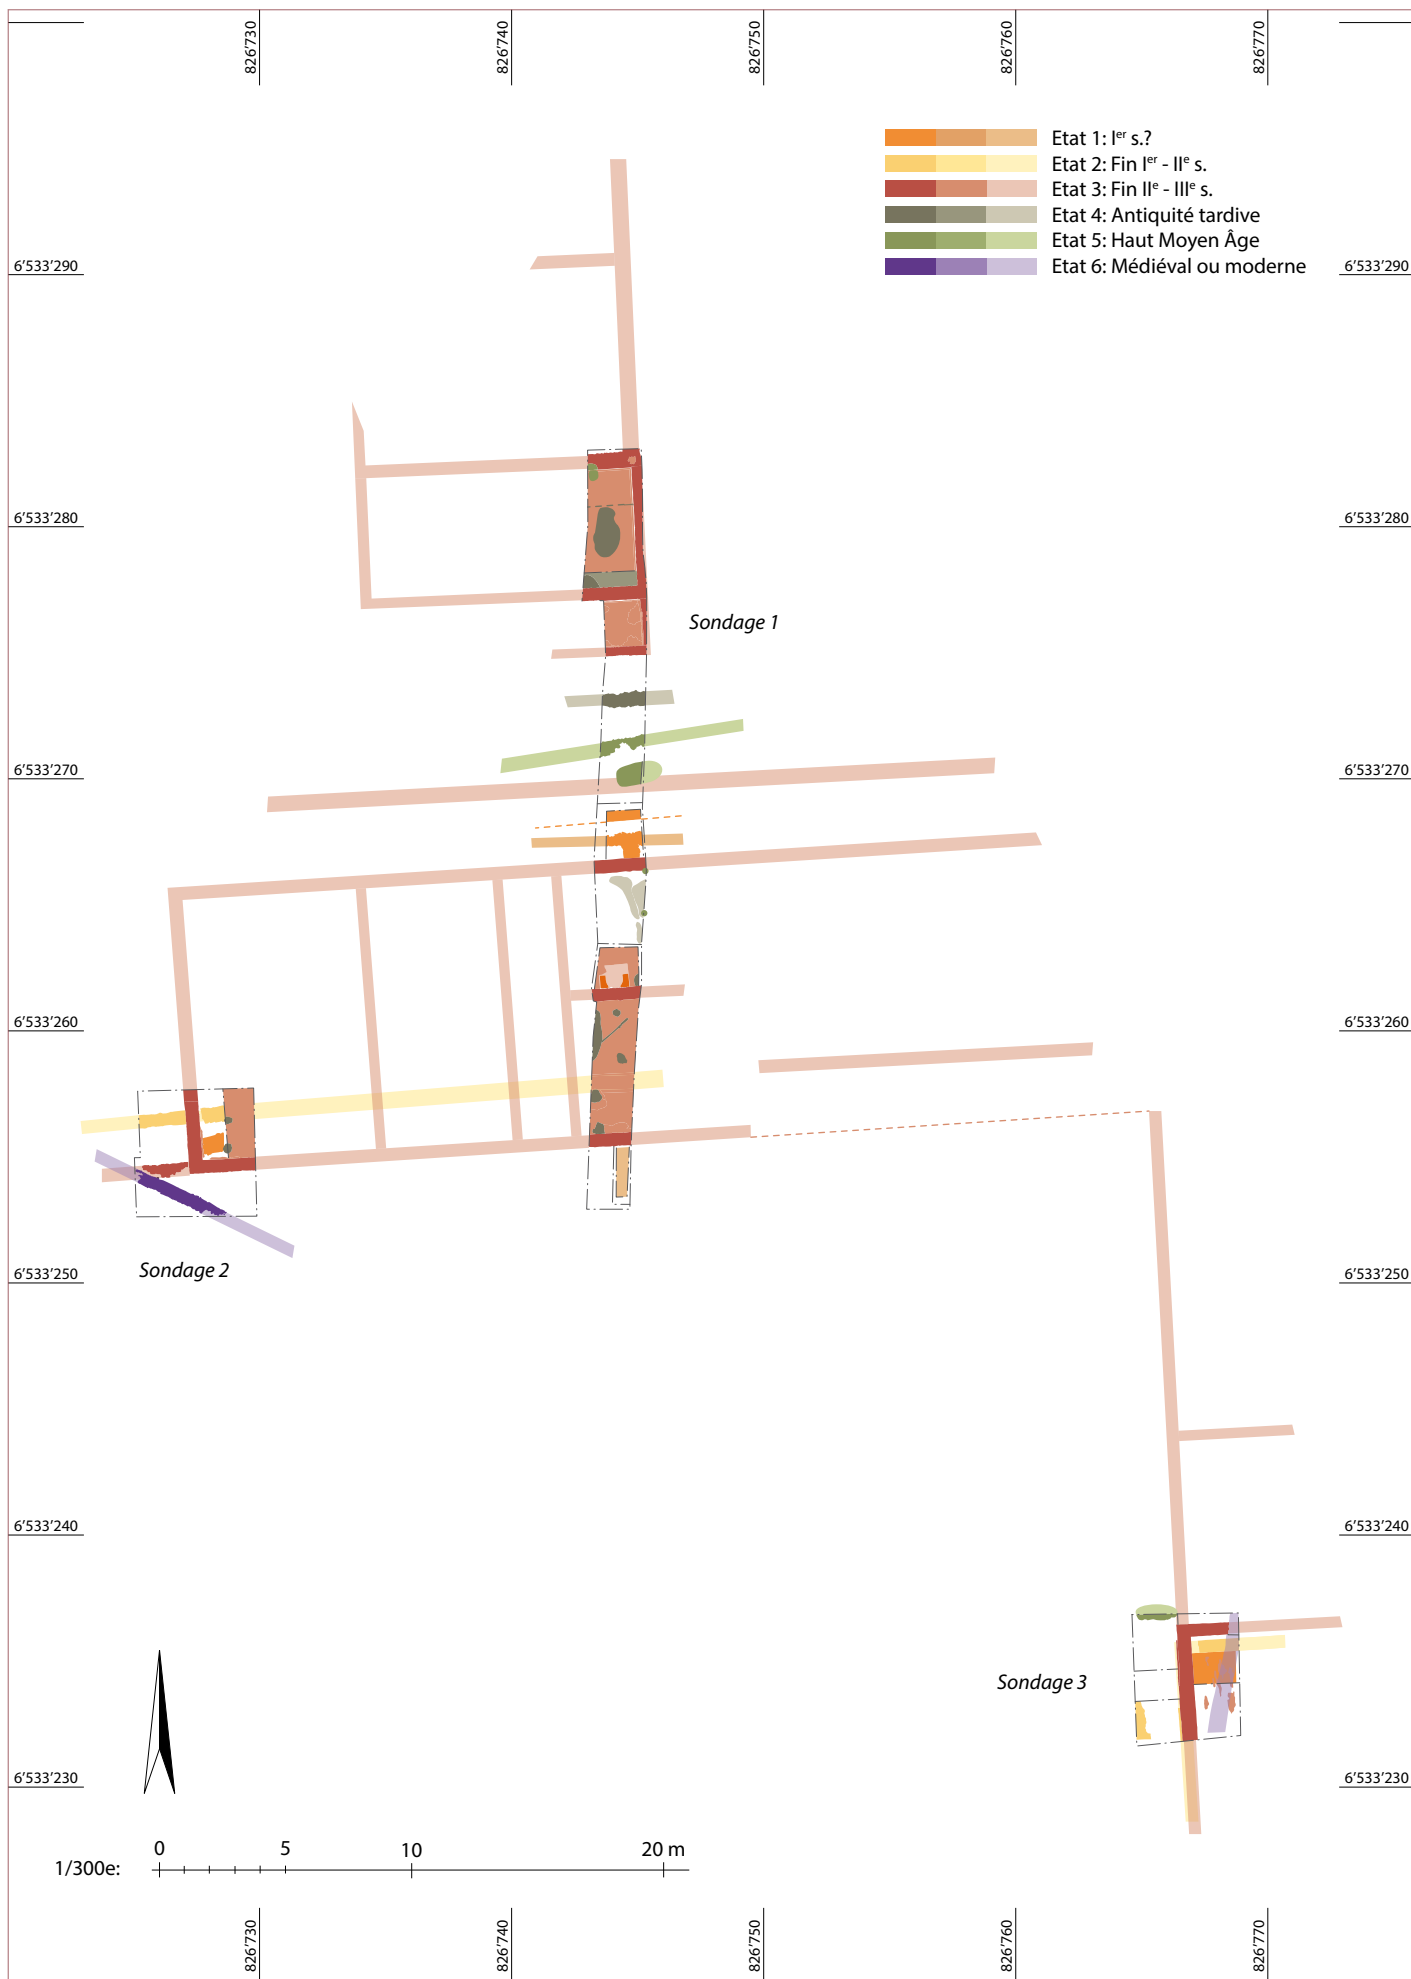 826’730
826’740
826’750
826’760
826’770
Etat 1: Iᵉʳ s.?
Etat 2: Fin Iᵉʳ - IIᵉ s.
Etat 3: Fin IIᵉ - IIIᵉ s.
Etat 4: Antiquité tardive
Etat 5: Haut Moyen Âge
Etat 6: Médiéval ou moderne
6’533’290
6’533’290
6’533’280
6’533’280
Sondage 1
6’533’270
6’533’270
6’533’260
6’533’260
Sondage 2
6’533’250
6’533’250
6’533’240
6’533’240
Sondage 3
6’533’230
6’533’230
0 5 10 20 m
1/300e:
826’730
826’740
826’750
826’760
826’770